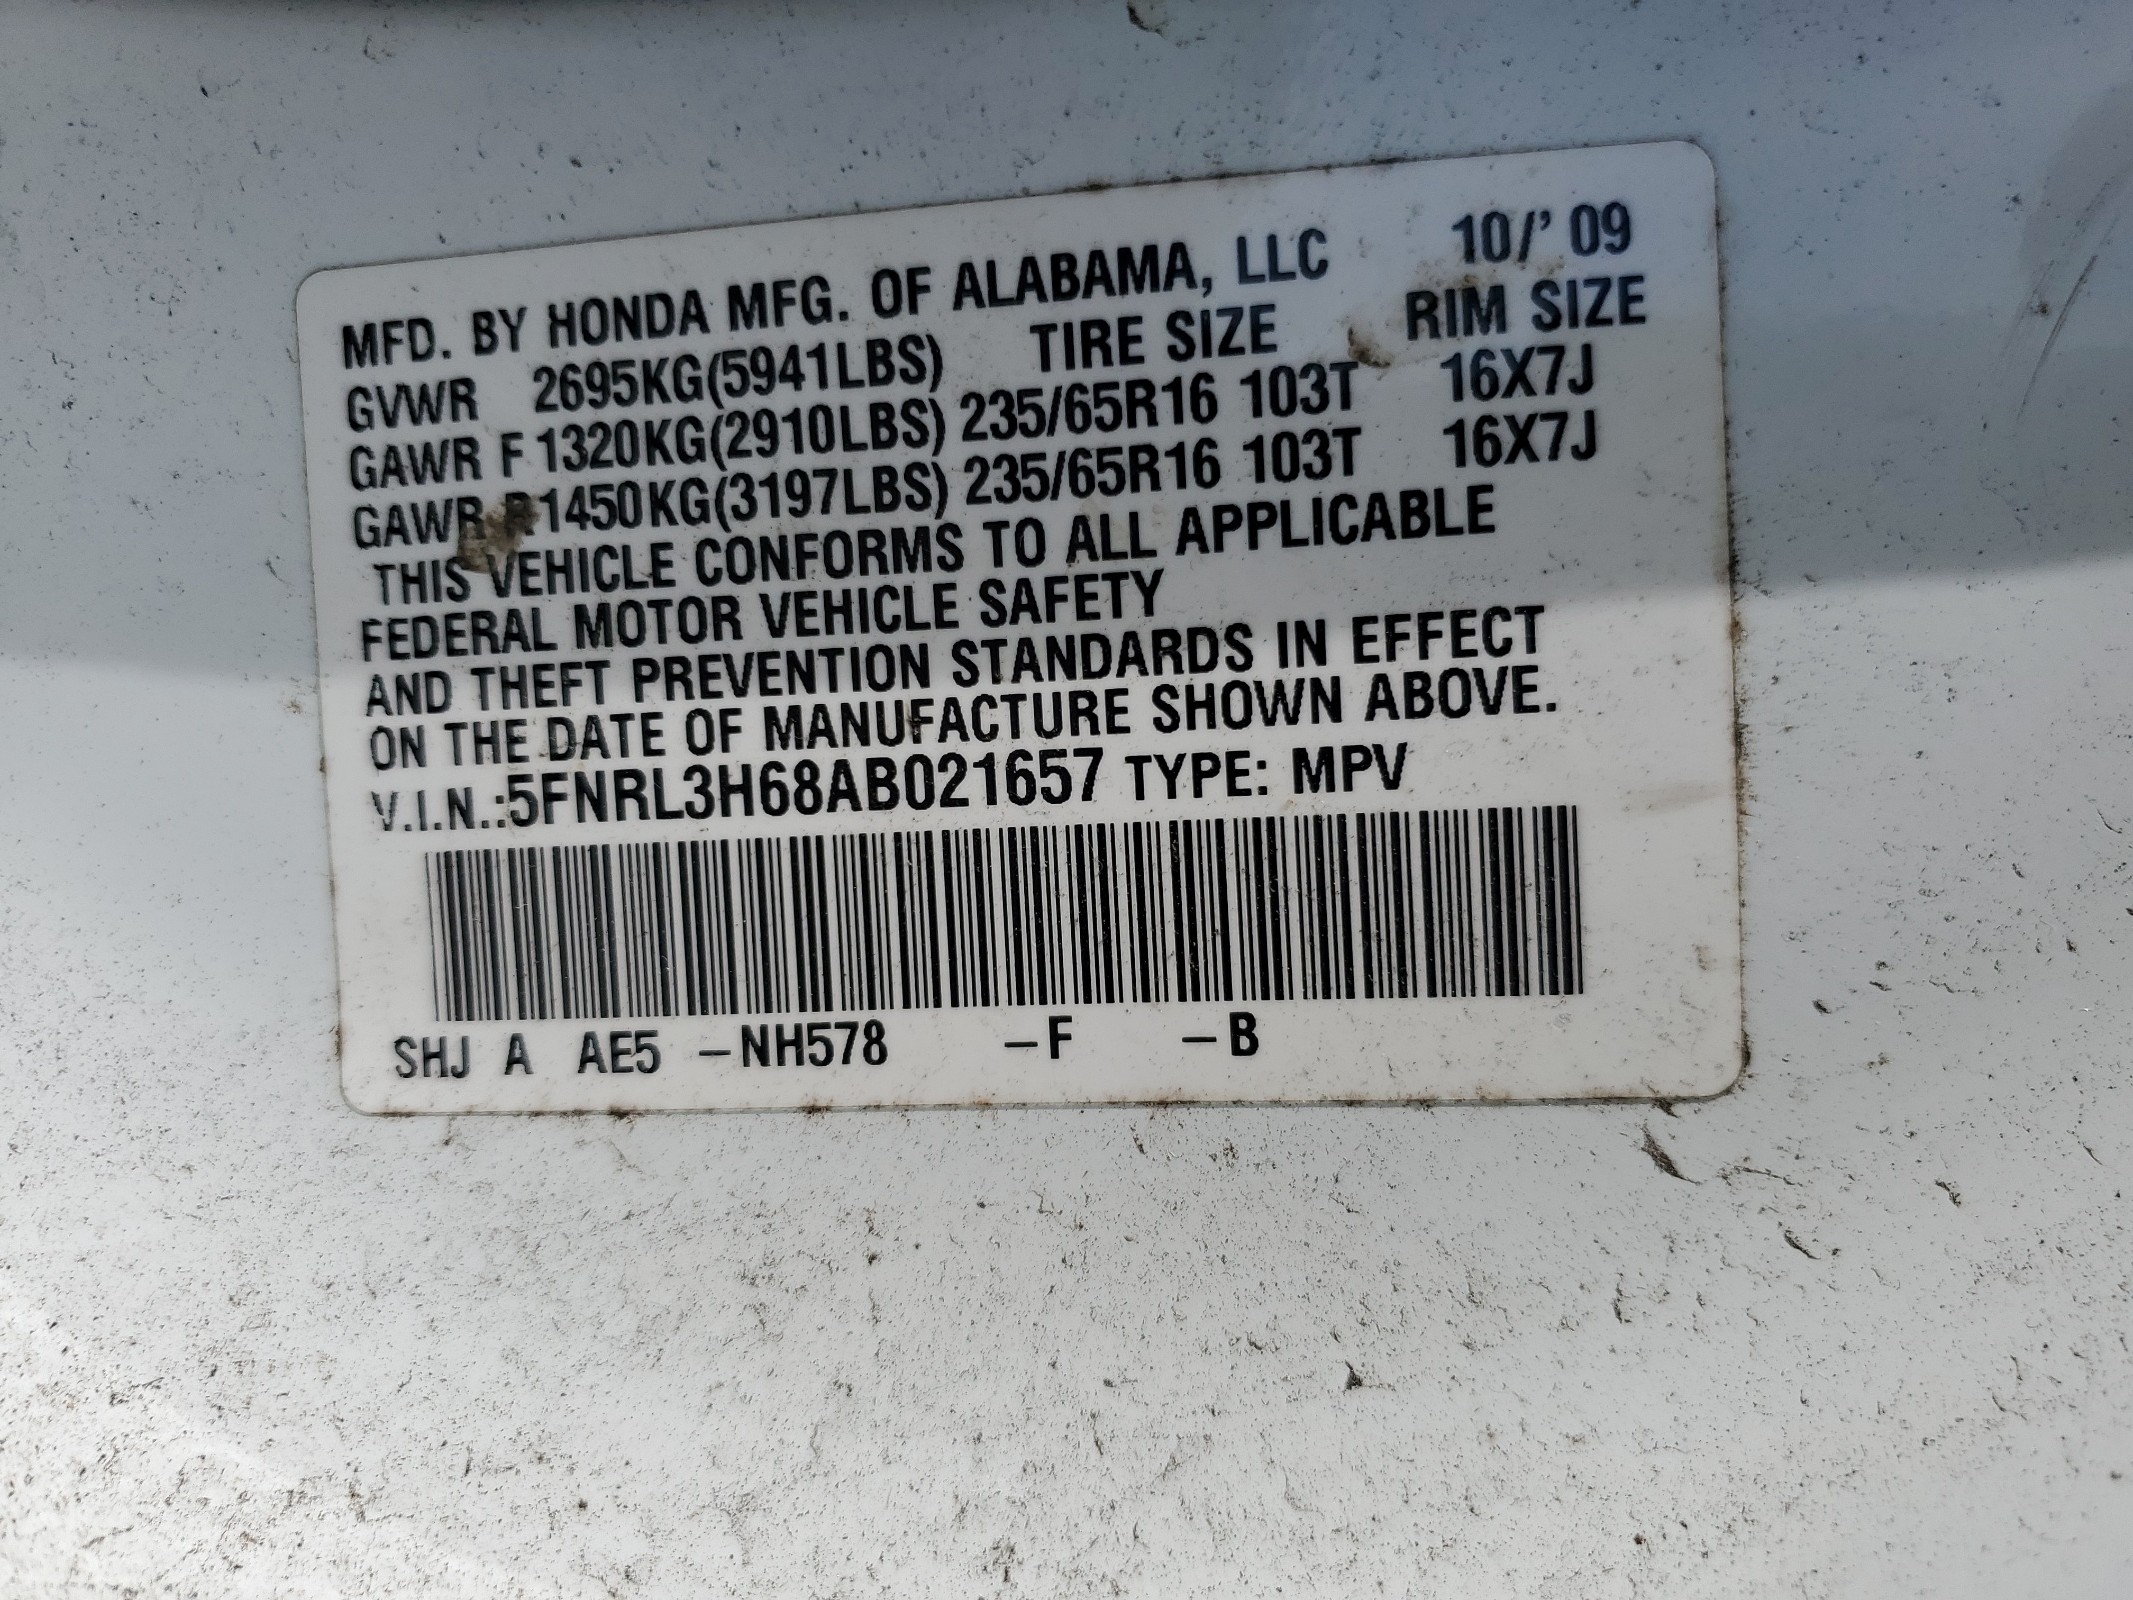 MFD. BY HONDA MFG. OF ALABAMA, LLC 10/' 09
GVWR 2695KG(5941LBS) TIRE SIZE RIM SIZE
GAWR F 1320KG(2910LBS) 235/65R16 103T 16X7J
GAWR R 1450KG(3197LBS) 235/65R16 103T 16X7J
THIS VEHICLE CONFORMS TO ALL APPLICABLE
FEDERAL MOTOR VEHICLE SAFETY
AND THEFT PREVENTION STANDARDS IN EFFECT
ON THE DATE OF MANUFACTURE SHOWN ABOVE.
V.I.N.:5FNRL3H68AB021657 TYPE: MPV
SHJ A AE5 –NH578 –F –B